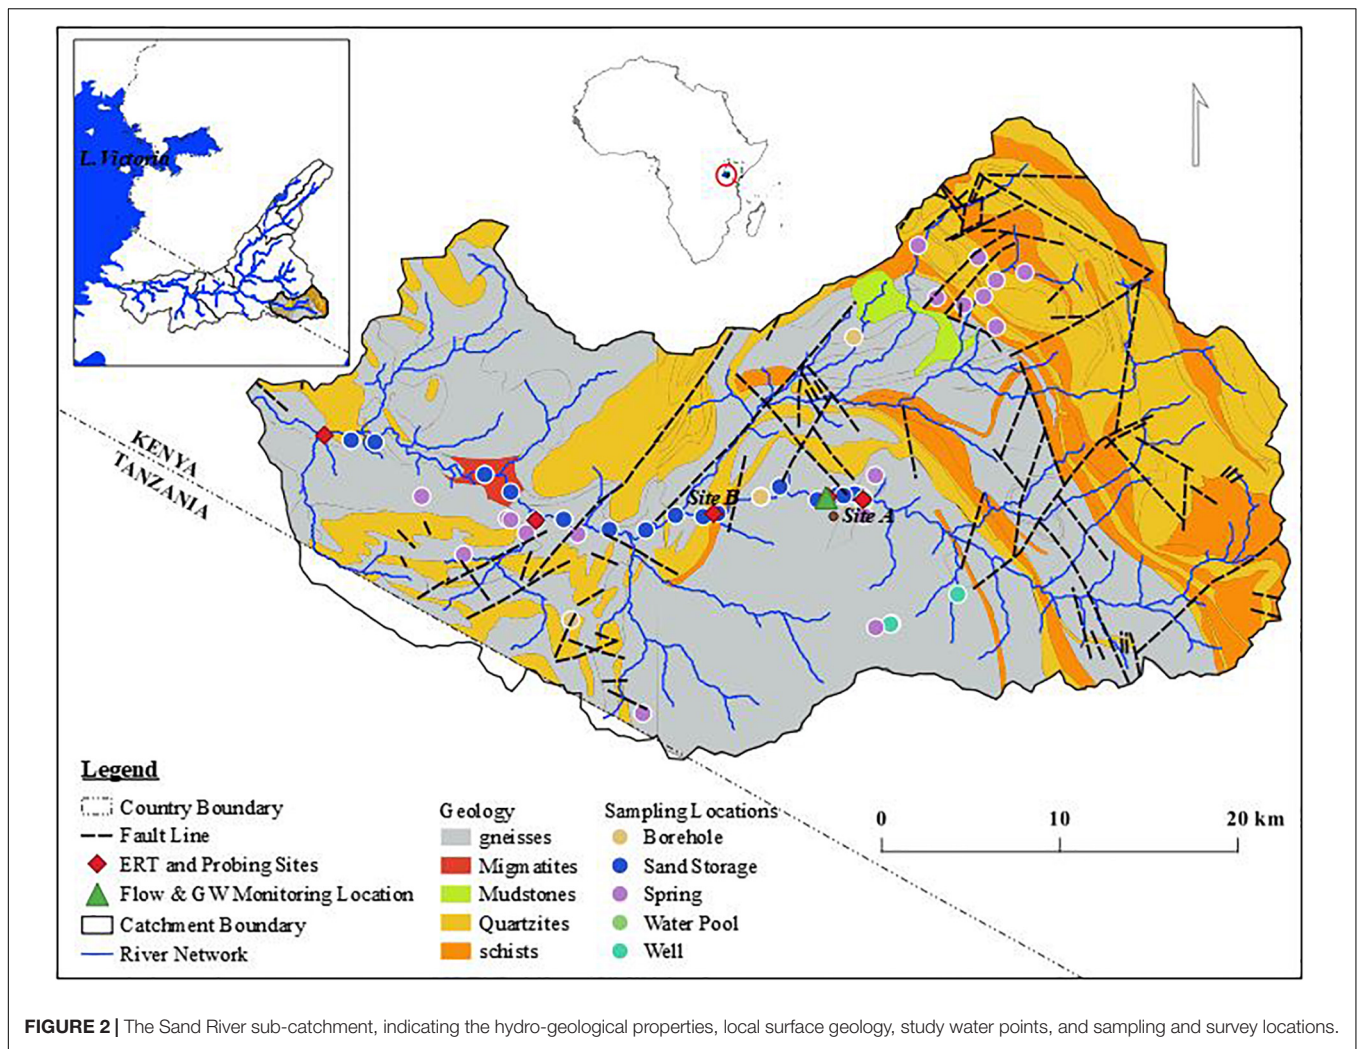 L. Victoria
KENYA
TANZANIA
Site B
Site A
Legend
Country Boundary
Fault Line
ERT and Probing Sites
Flow & GW Monitoring Location
Catchment Boundary
River Network
Geology
gneisses
Migmatites
Mudstones
Quartzites
schists
Sampling Locations
Borehole
Sand Storage
Spring
Water Pool
Well
0 10 20 km
FIGURE 2 | The Sand River sub-catchment, indicating the hydro-geological properties, local surface geology, study water points, and sampling and survey locations.